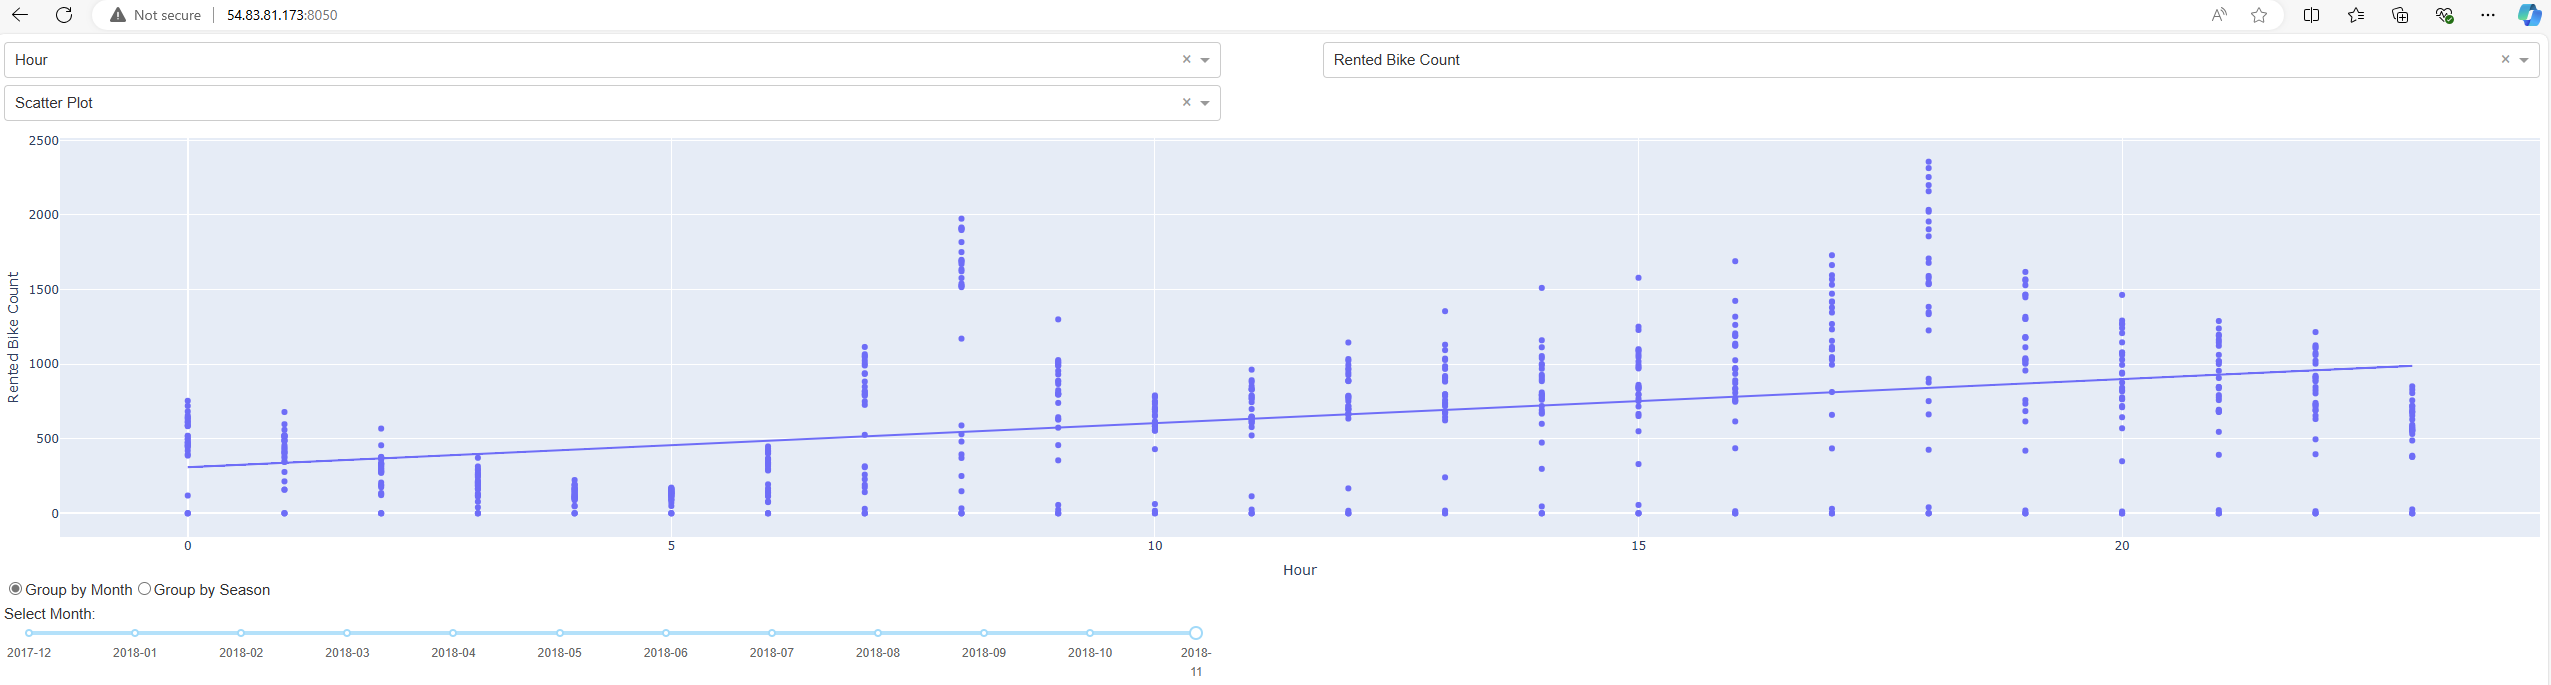 Not secure 54.83.81.173:8050
Hour
Rented Bike Count
Scatter Plot
2500
2000
1500
1000
500
0
Rented Bike Count
0 5 10 15 20
Hour
Group by Month Group by Season
Select Month:
2017-12 2018-01 2018-02 2018-03 2018-04 2018-05 2018-06 2018-07 2018-08 2018-09 2018-10 2018-
11